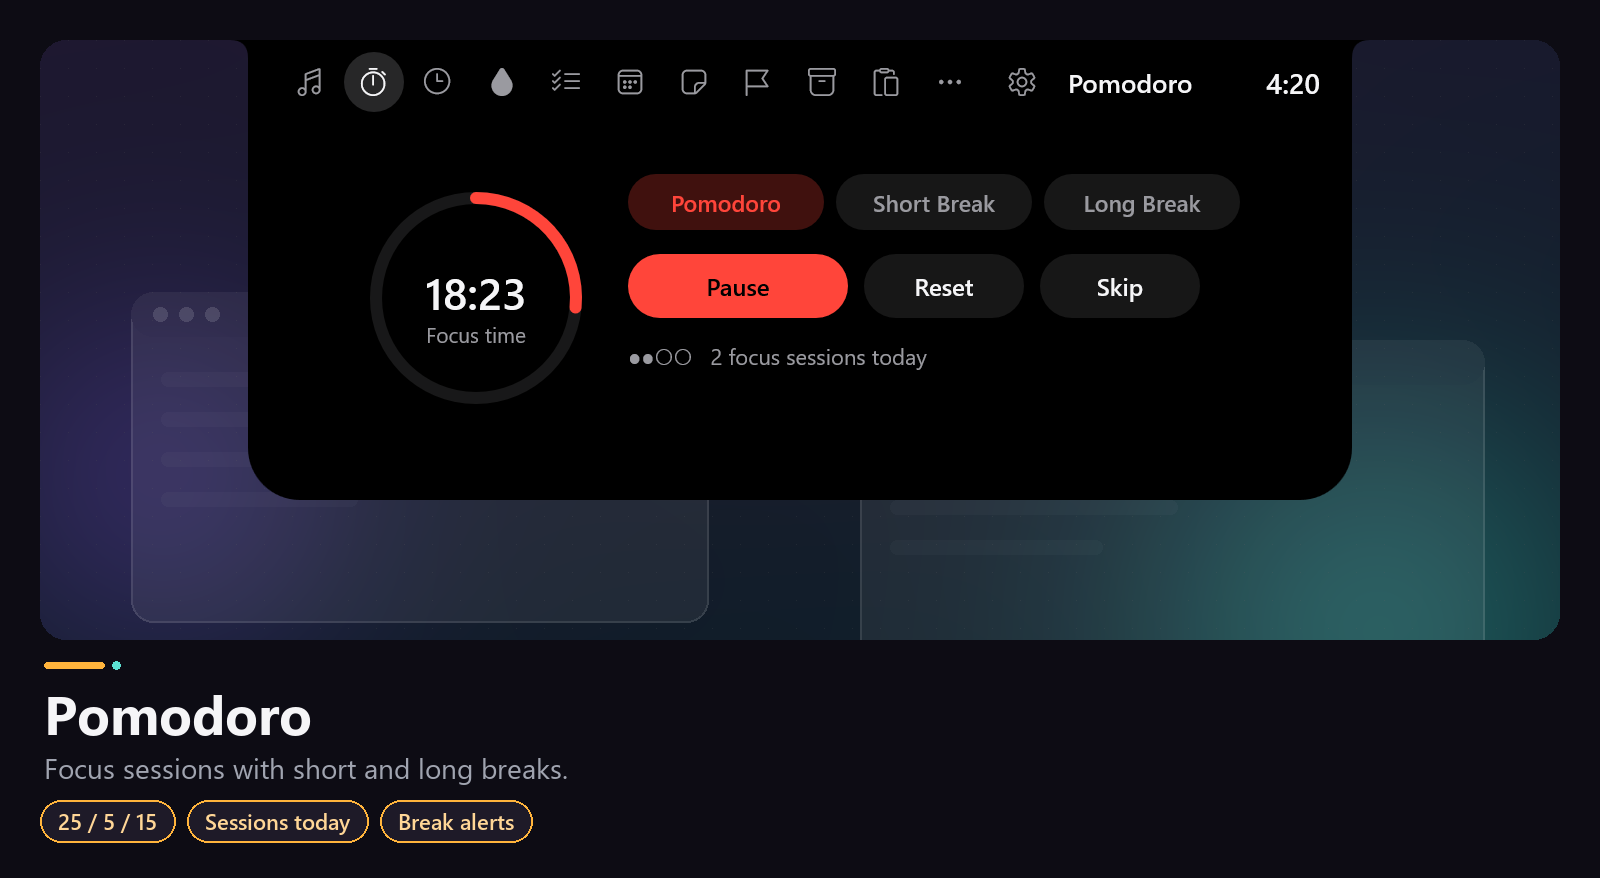 Pomodoro 4:20
Pomodoro Short Break Long Break
18:23
Focus time
Pause Reset Skip
2 focus sessions today
Pomodoro
Focus sessions with short and long breaks.
25 / 5 / 15 Sessions today Break alerts